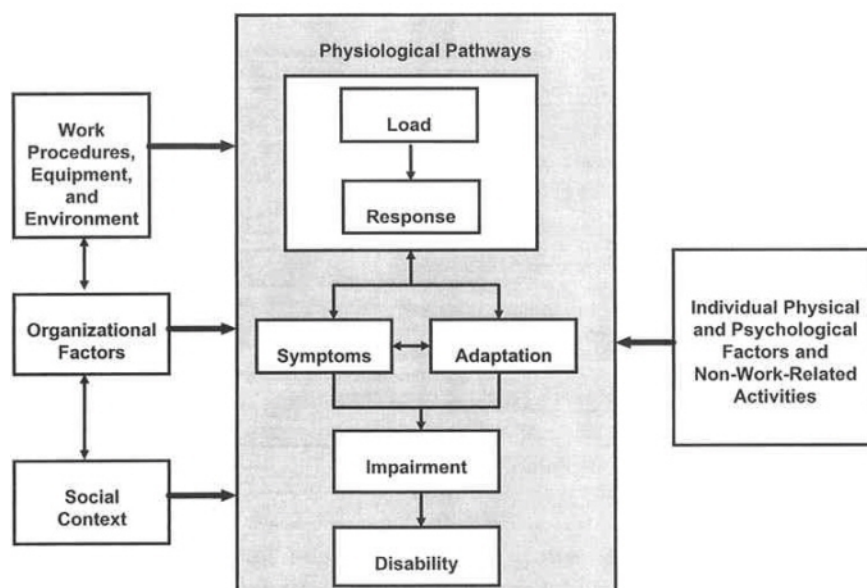 Physiological Pathways
Load
Response
Symptoms
Adaptation
Impairment
Disability
Work
Procedures,
Equipment,
and
Environment
Organizational
Factors
Social
Context
Individual Physical
and Psychological
Factors and
Non-Work-Related
Activities